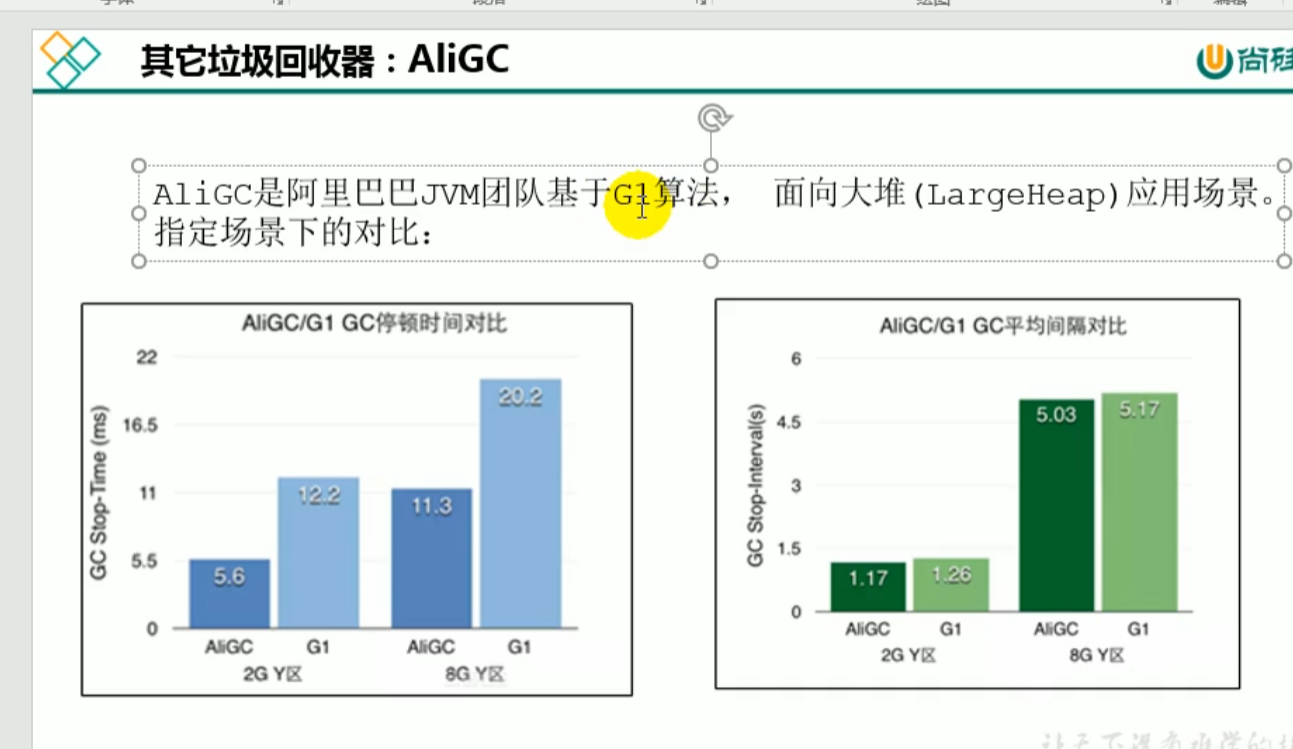 其它垃圾回收器：AliGC
尚硅
AliGC是阿里巴巴JVM团队基于G1算法， 面向大堆(LargeHeap)应用场景。
指定场景下的对比：
AliGC/G1 GC停顿时间对比
22
16.5
11
5.5
0
GC Stop-Time (ms)
5.6
12.2
11.3
20.2
AliGC G1 AliGC G1
2G Y区 8G Y区
AliGC/G1 GC平均间隔对比
6
4.5
3
1.5
0
GC Stop-Interval(s)
1.17
1.26
5.03
5.17
AliGC G1 AliGC G1
2G Y区 8G Y区